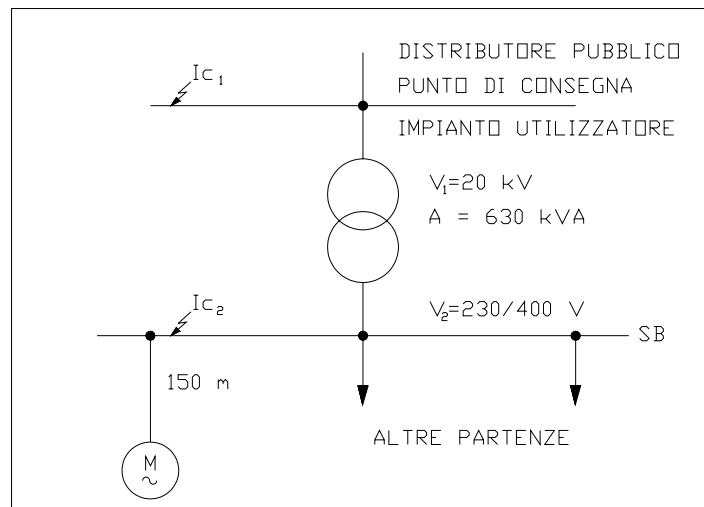 DISTRIBUTORE PUBBLICO
Ic1
PUNTO DI CONSEGNA
IMPIANTO UTILIZZATORE
V1=20 kV
A = 630 kVA
Ic2
V2=230/400 V
SB
150 m
ALTRE PARTENZE
M
~